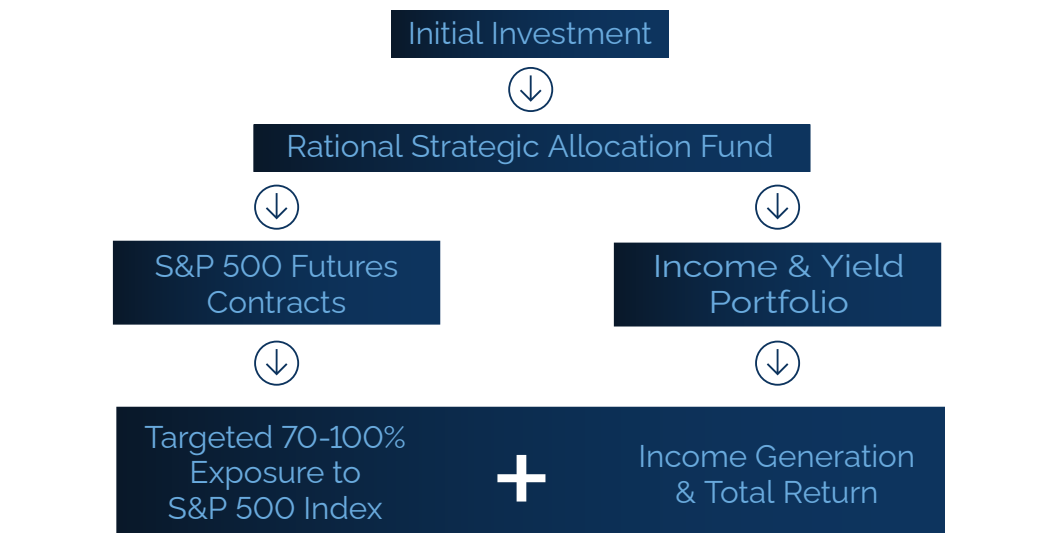 Initial Investment
Rational Strategic Allocation Fund
S&P 500 Futures
Contracts
Income & Yield
Portfolio
Targeted 70-100%
Exposure to
S&P 500 Index
+
Income Generation
& Total Return